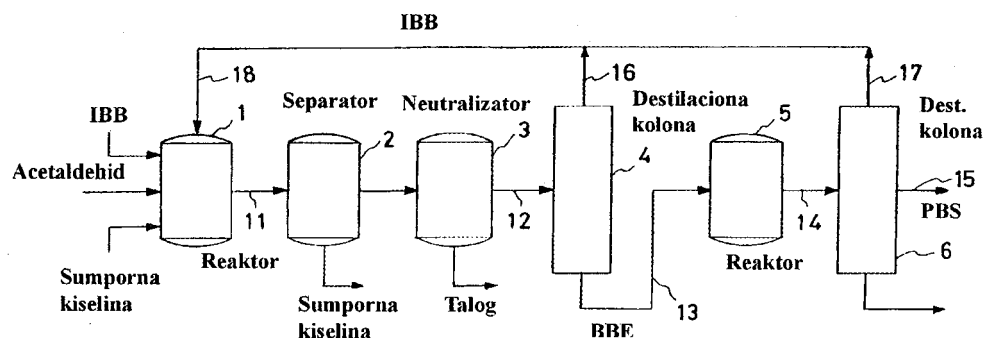 IBB
18
1
Separator
Neutralizator
16
Destilaciona
kolona
17
Dest.
kolona
IBB
2
3
4
5
Acetaldehid
11
12
14
15
PBS
Sumporna
kiselina
Reaktor
Sumporna
kiselina
Talog
BBE
13
Reaktor
6